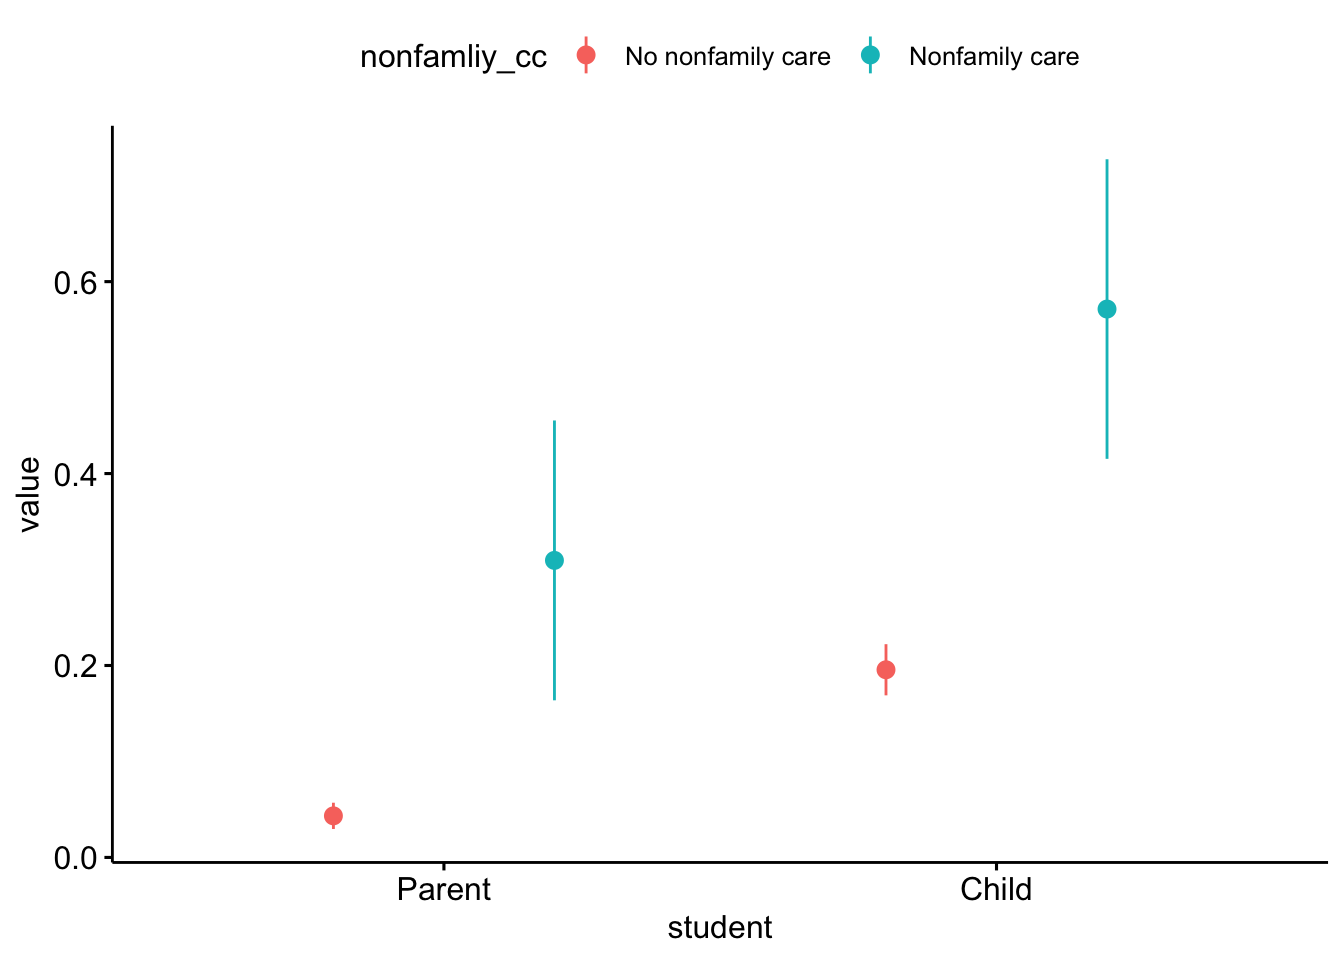 nonfamliy_cc No nonfamily care Nonfamily care
0.6
0.4
0.2
0.0
value
Parent Child
student